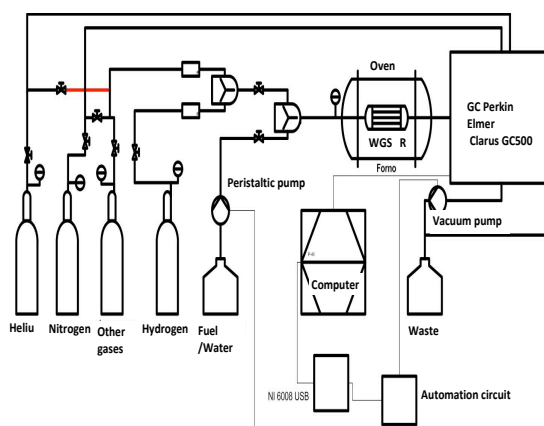 Oven
GC Perkin
Elmer
Clarus GC500
WGS R
Forno
Peristaltic pump
Vacuum pump
Computer
Heliu
Nitrogen
Other
gases
Hydrogen
Fuel
/Water
Waste
NI 6008 USB
Automation circuit